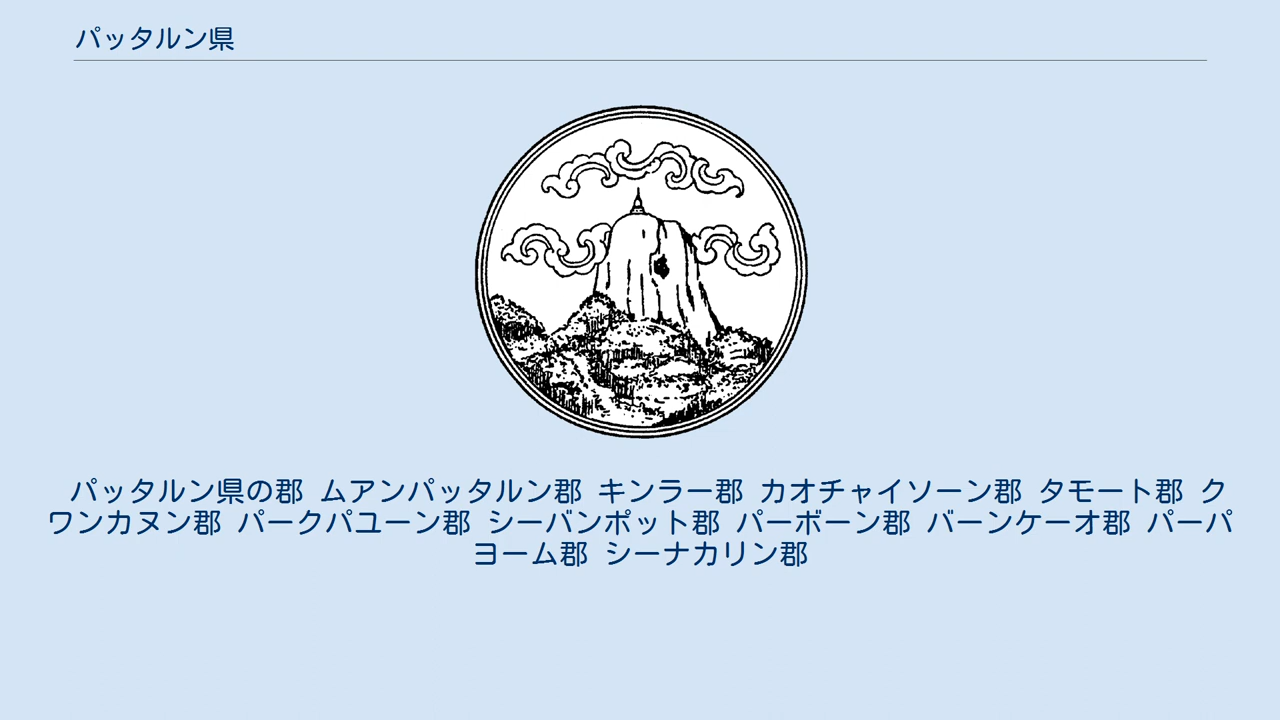 パッタルン県
パッタルン県の郡 ムアンパッタルン郡 キンラー郡 カオチャイソーン郡 タモート郡 ク
ワンカヌン郡 パークパユーン郡 シーバンポット郡 パーボーン郡 バーンケーオ郡 パーパ
ヨーム郡 シーナカリン郡